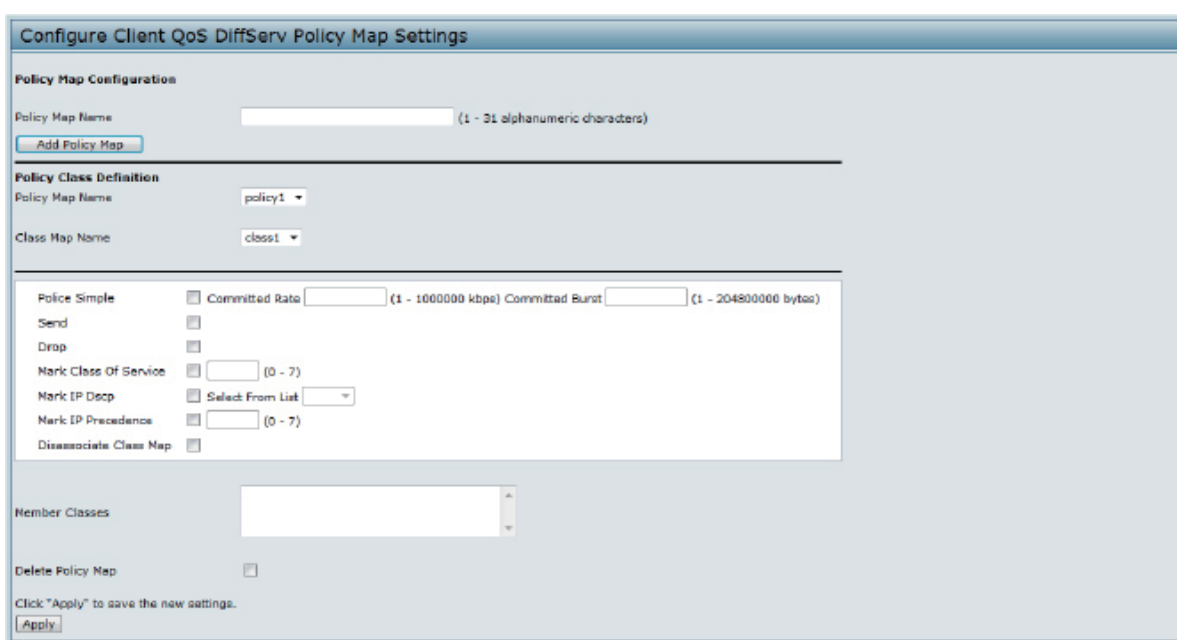 Configure Client QoS DiffServ Policy Map Settings
Policy Map Configuration
Policy Map Name (1 - 31 alphanumeric characters)
Add Policy Map
Policy Class Definition
Policy Map Name policy1
Class Map Name class1
Police Simple Committed Rate (1 - 1000000 kbps) Committed Burst (1 - 204800000 bytes)
Send
Drop
Mark Class Of Service (0 - 7)
Mark IP Dscp Select From List
Mark IP Precedence (0 - 7)
Disassociate Class Map
Member Classes
Delete Policy Map
Click "Apply" to save the new settings.
Apply